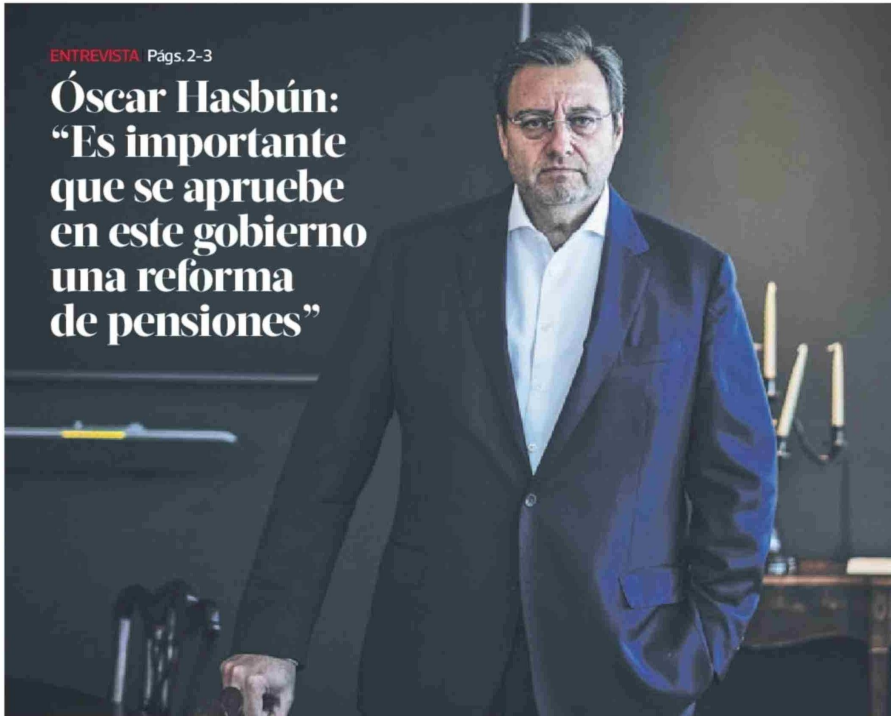 ENTREVISTA | Págs. 2-3
Óscar Hasbún:
“Es importante
que se apruebe
en este gobierno
una reforma
de pensiones”